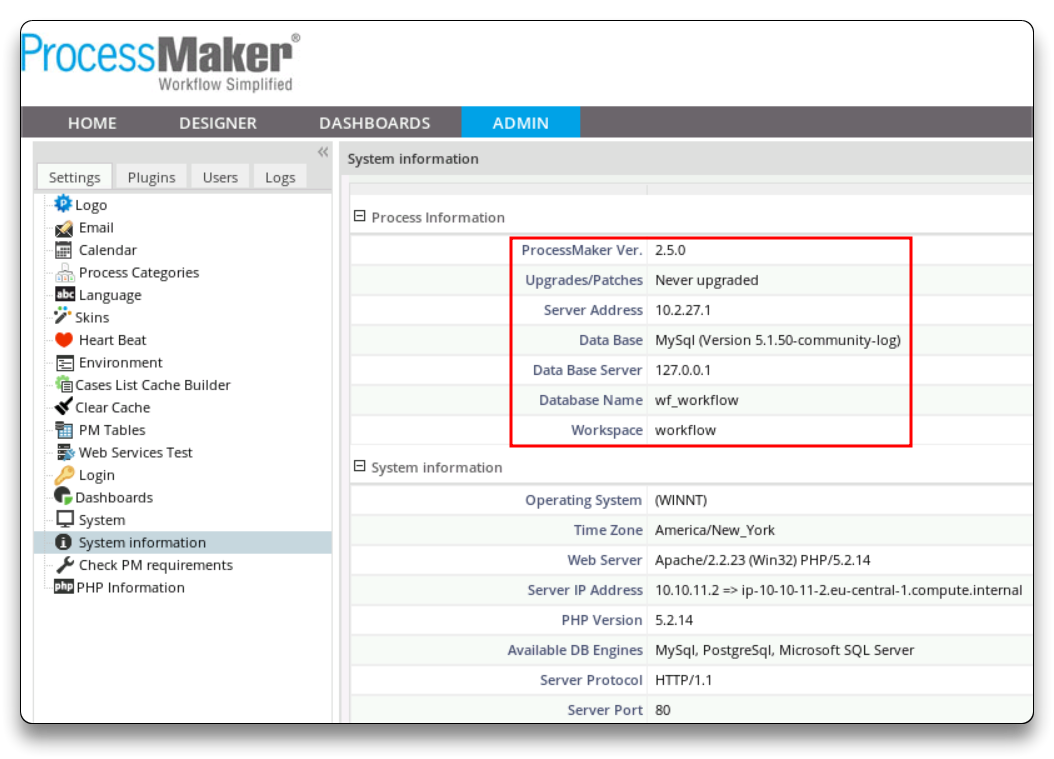 ProcessMaker®
Workflow Simplified
HOME DESIGNER DASHBOARDS ADMIN
«
Settings Plugins Users Logs
Logo
Email
Calendar
Process Categories
abc Language
Skins
Heart Beat
Environment
Cases List Cache Builder
Clear Cache
PM Tables
Web Services Test
Login
Dashboards
System
System information
Check PM requirements
php PHP Information
System information
Process Information
ProcessMaker Ver. 2.5.0
Upgrades/Patches Never upgraded
Server Address 10.2.27.1
Data Base MySql (Version 5.1.50-community-log)
Data Base Server 127.0.0.1
Database Name wf_workflow
Workspace workflow
System information
Operating System (WINNT)
Time Zone America/New_York
Web Server Apache/2.2.23 (Win32) PHP/5.2.14
Server IP Address 10.10.11.2 => ip-10-10-11-2.eu-central-1.compute.internal
PHP Version 5.2.14
Available DB Engines MySql, PostgreSql, Microsoft SQL Server
Server Protocol HTTP/1.1
Server Port 80